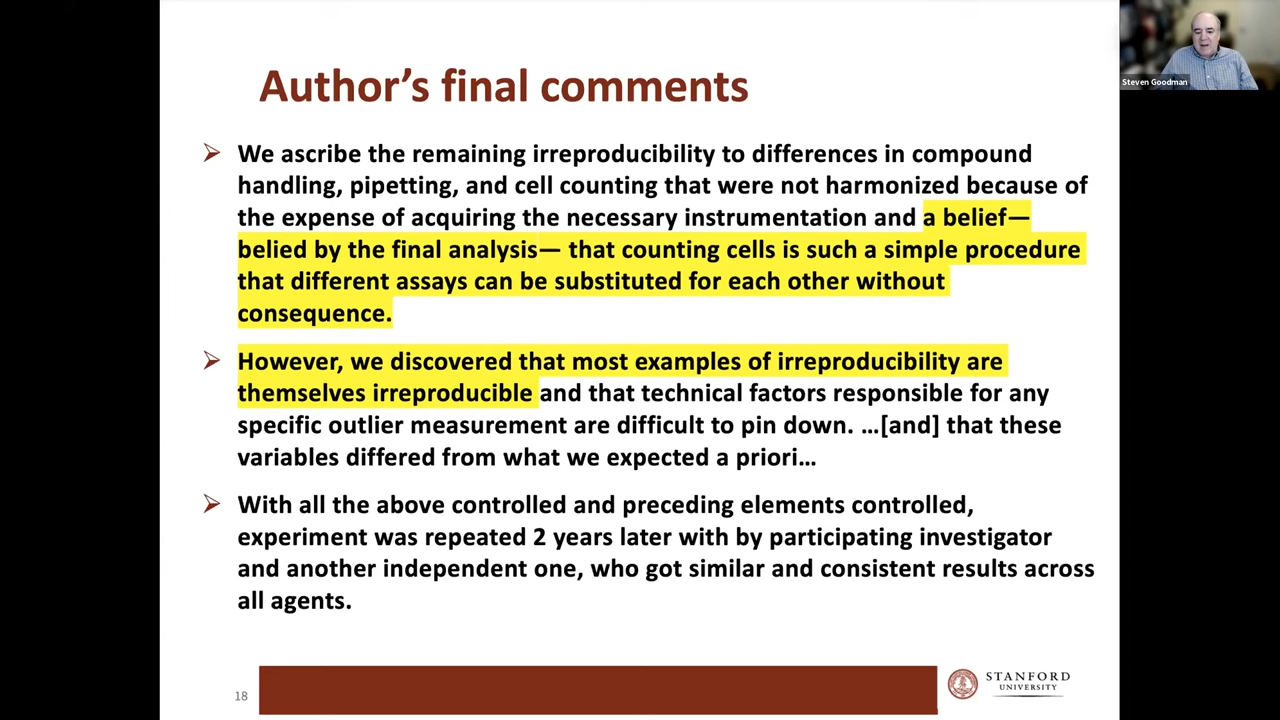 Author’s final comments
Steven Goodman
We ascribe the remaining irreproducibility to differences in compound
handling, pipetting, and cell counting that were not harmonized because of
the expense of acquiring the necessary instrumentation and a belief—
belied by the final analysis— that counting cells is such a simple procedure
that different assays can be substituted for each other without
consequence.
However, we discovered that most examples of irreproducibility are
themselves irreproducible and that technical factors responsible for any
specific outlier measurement are difficult to pin down. …[and] that these
variables differed from what we expected a priori…
With all the above controlled and preceding elements controlled,
experiment was repeated 2 years later with by participating investigator
and another independent one, who got similar and consistent results across
all agents.
18
STANFORD
UNIVERSITY